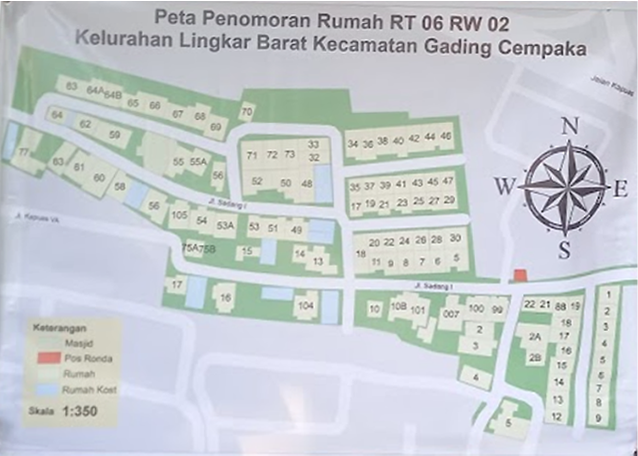 Peta Penomoran Rumah RT 06 RW 02
Kelurahan Lingkar Barat Kecamatan Gading Cempaka
Jalan Kapuas
N
W E
S
83 64A 64B 65 66 67 68 69 70
64 62 59 55 55A 56
77 63 61 60 58 56 105 54 53A 53 51 49
71 72 73 33
32
52 50 48
34 36 38 40 42 44 46
35 37 39 41 43 45 47
17 19 21 23 25 27 29
Jl. Sadang I
Jl. Kapuas VA
75A 75B 15 14 13
18 20 22 24 26 28 30
11 9 8 7 6 5
Jl. Sadang I
17 16 104 10 10B 101 007 100 99
2
3
4
5
22 21 88 19
18
2A 17
2B 16
15
14
13
12
1
2
3
4
5
6
7
8
9
Keterangan
Masjid
Pos Ronda
Rumah
Rumah Kost
Skala 1:350